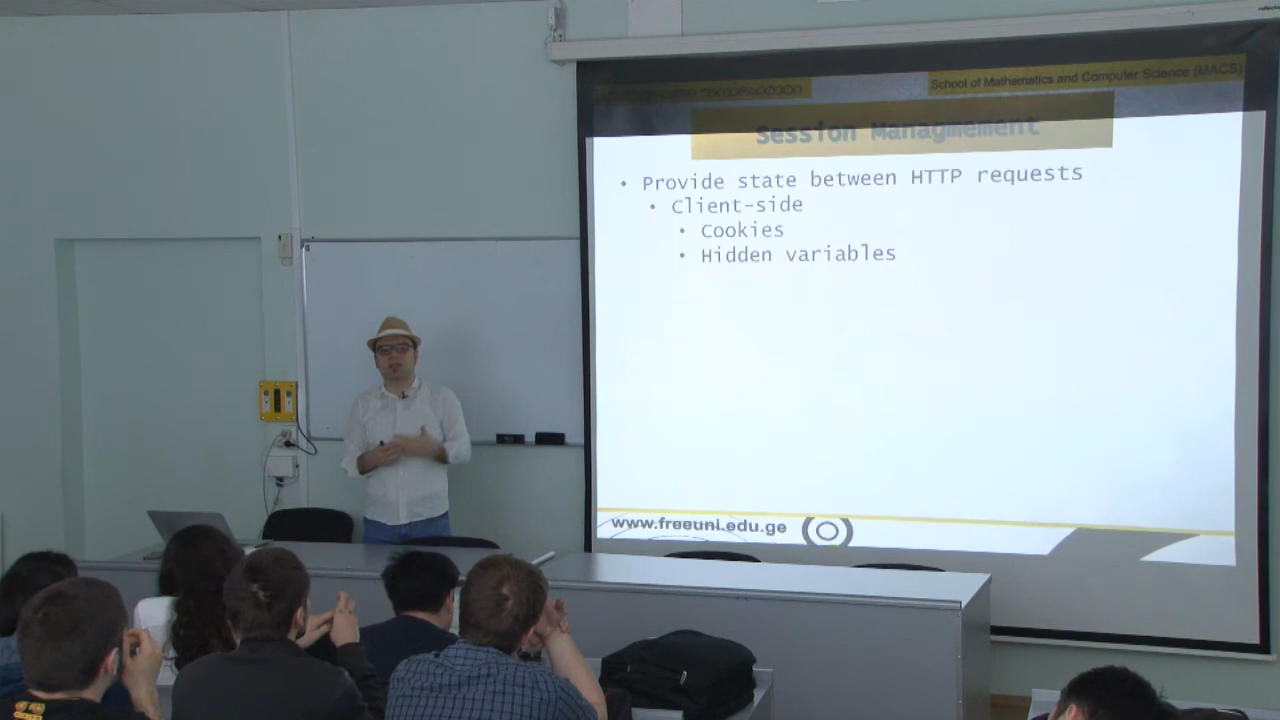 School of Mathematics and Computer Science (MACS)
Session Managmement
• Provide state between HTTP requests
• Client-side
• Cookies
• Hidden variables
www.freeuni.edu.ge